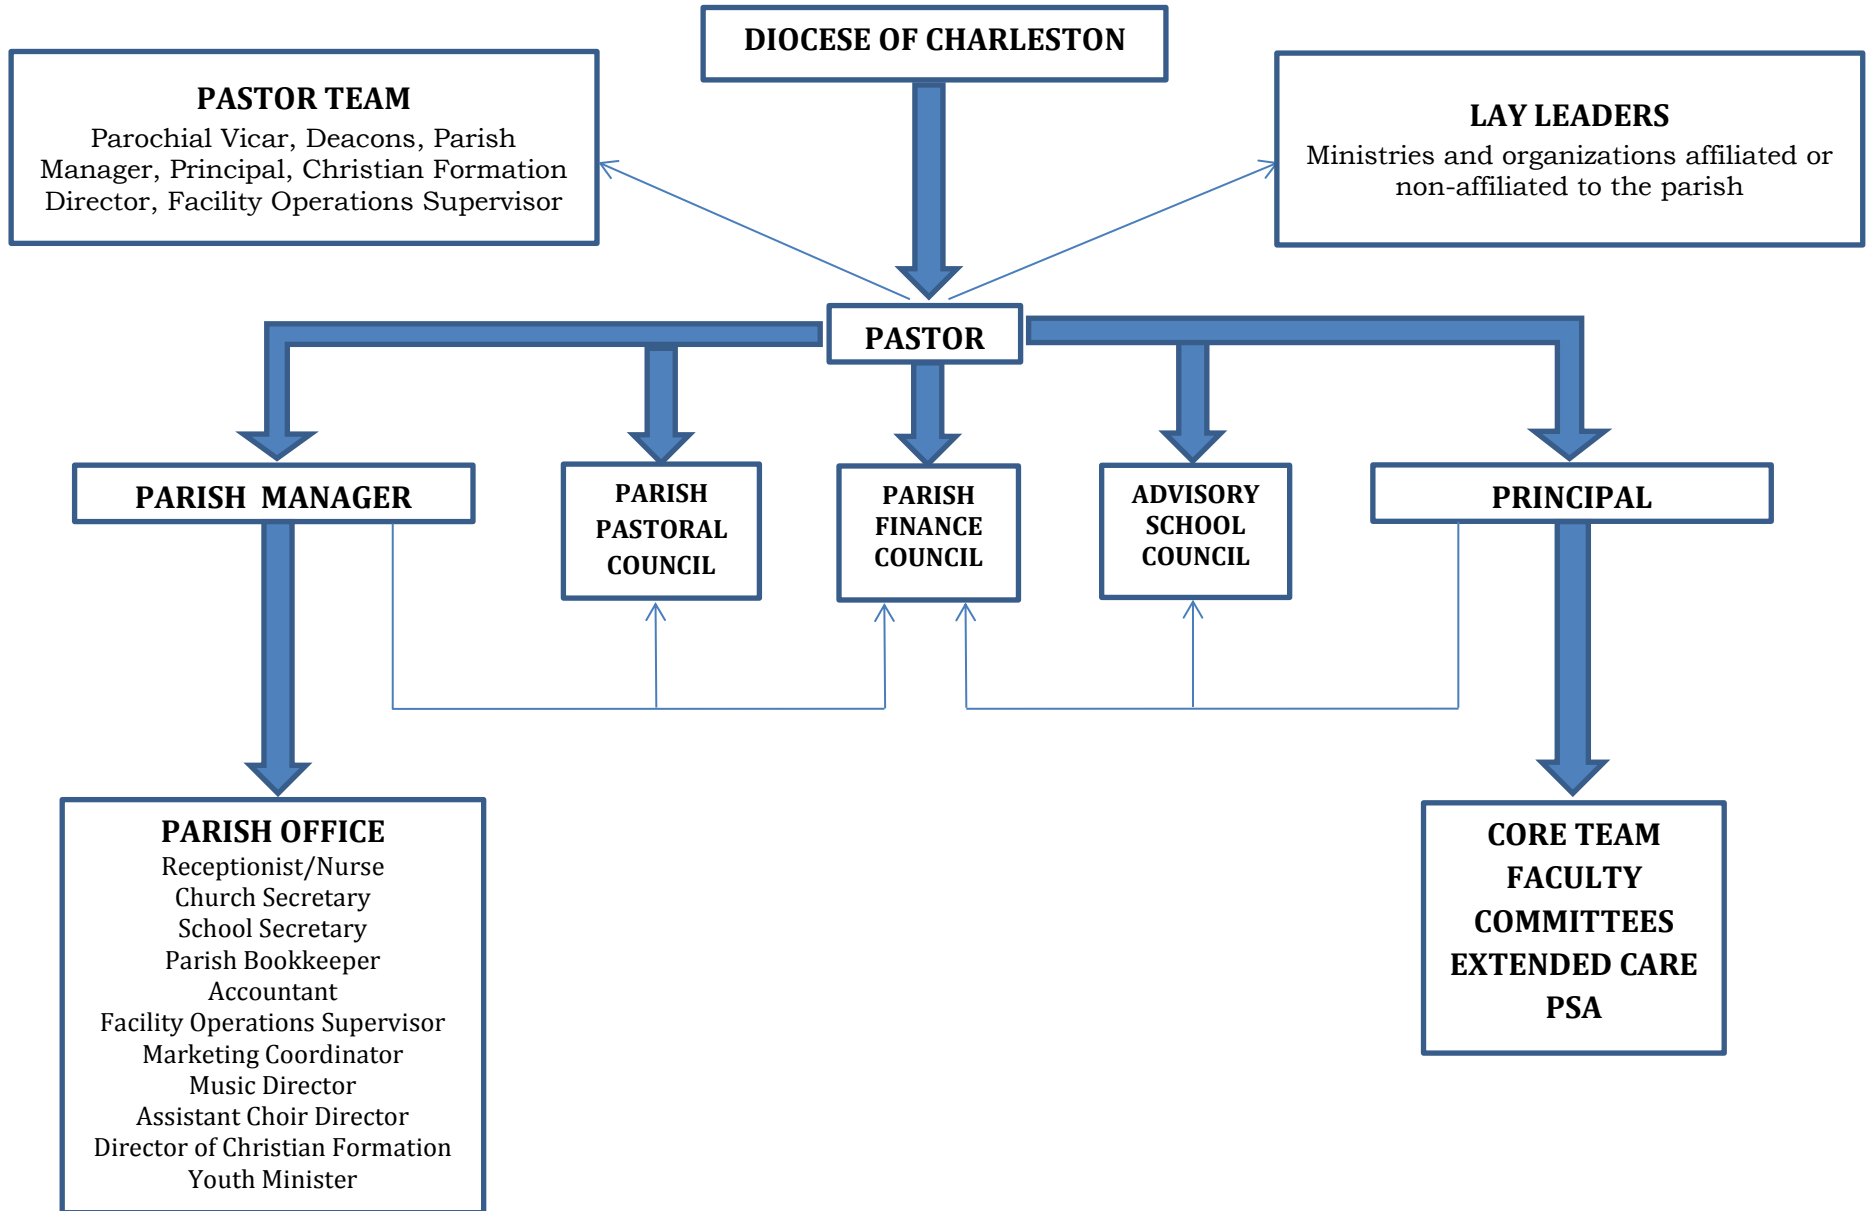 DIOCESE OF CHARLESTON
PASTOR TEAM
Parochial Vicar, Deacons, Parish
Manager, Principal, Christian Formation
Director, Facility Operations Supervisor
LAY LEADERS
Ministries and organizations affiliated or
non-affiliated to the parish
PASTOR
PARISH MANAGER
PARISH
PASTORAL
COUNCIL
PARISH
FINANCE
COUNCIL
ADVISORY
SCHOOL
COUNCIL
PRINCIPAL
PARISH OFFICE
Receptionist/Nurse
Church Secretary
School Secretary
Parish Bookkeeper
Accountant
Facility Operations Supervisor
Marketing Coordinator
Music Director
Assistant Choir Director
Director of Christian Formation
Youth Minister
CORE TEAM
FACULTY
COMMITTEES
EXTENDED CARE
PSA